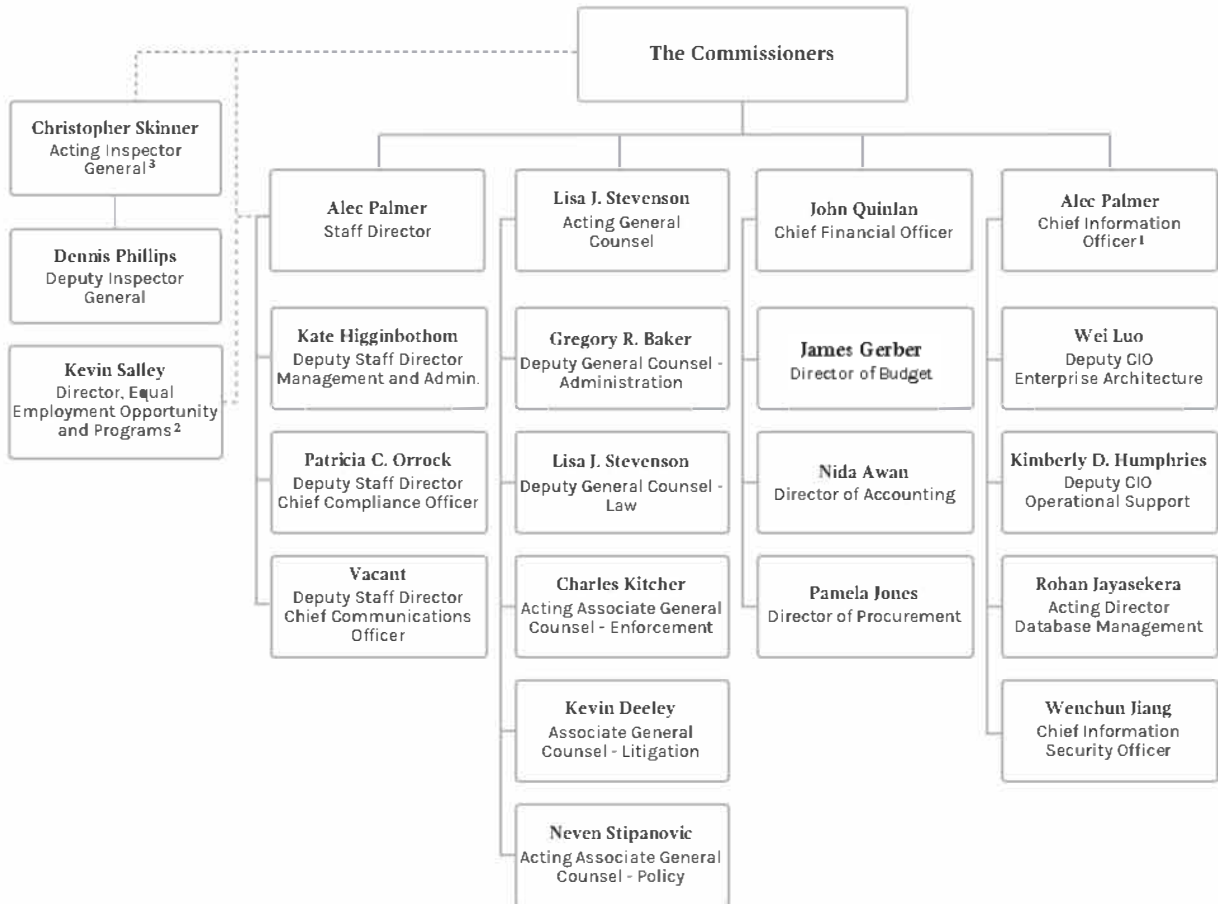 The Commissioners
Christopher Skinner
Acting Inspector
General³
Dennis Phillips
Deputy Inspector
General
Kevin Salley
Director, Equal
Employment Opportunity
and Programs²
Alec Palmer
Staff Director
Kate Higginbothom
Deputy Staff Director
Management and Admin.
Patricia C. Orrock
Deputy Staff Director
Chief Compliance Officer
Vacant
Deputy Staff Director
Chief Communications
Officer
Lisa J. Stevenson
Acting General
Counsel
Gregory R. Baker
Deputy General Counsel -
Administration
Lisa J. Stevenson
Deputy General Counsel -
Law
Charles Kitcher
Acting Associate General
Counsel - Enforcement
Kevin Deeley
Associate General
Counsel - Litigation
Neven Stipanovic
Acting Associate General
Counsel - Policy
John Quinlan
Chief Financial Officer
James Gerber
Director of Budget
Nida Awan
Director of Accounting
Pamela Jones
Director of Procurement
Alec Palmer
Chief Information
Officer¹
Wei Luo
Deputy CIO
Enterprise Architecture
Kimberly D. Humphries
Deputy CIO
Operational Support
Rohan Jayasekera
Acting Director
Database Management
Wenchun Jiang
Chief Information
Security Officer